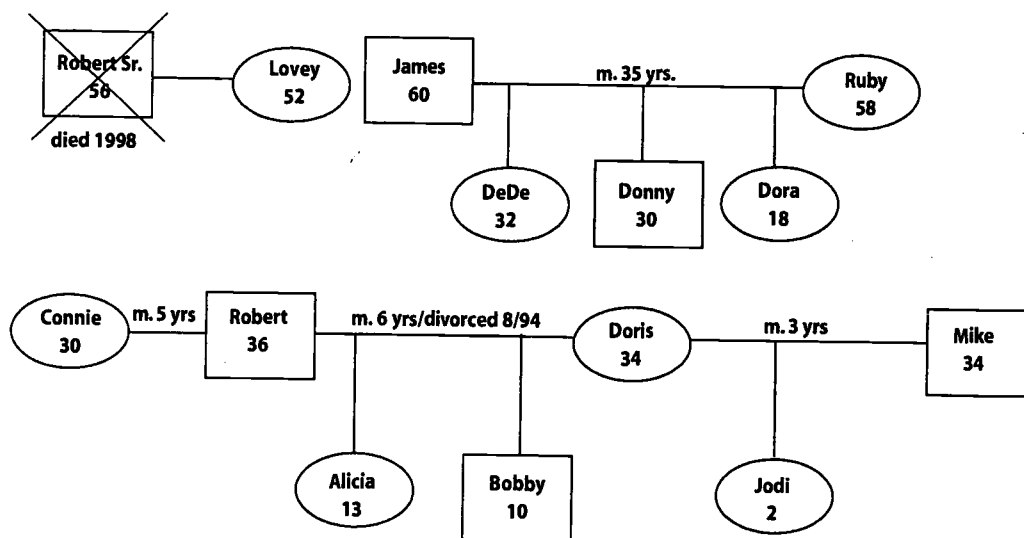 Robert Sr.
56
died 1998
Lovey
52
James
60
m. 35 yrs.
Ruby
58
DeDe
32
Donny
30
Dora
18
Connie
30
m. 5 yrs
Robert
36
m. 6 yrs/divorced 8/94
Doris
34
m. 3 yrs
Mike
34
Alicia
13
Bobby
10
Jodi
2